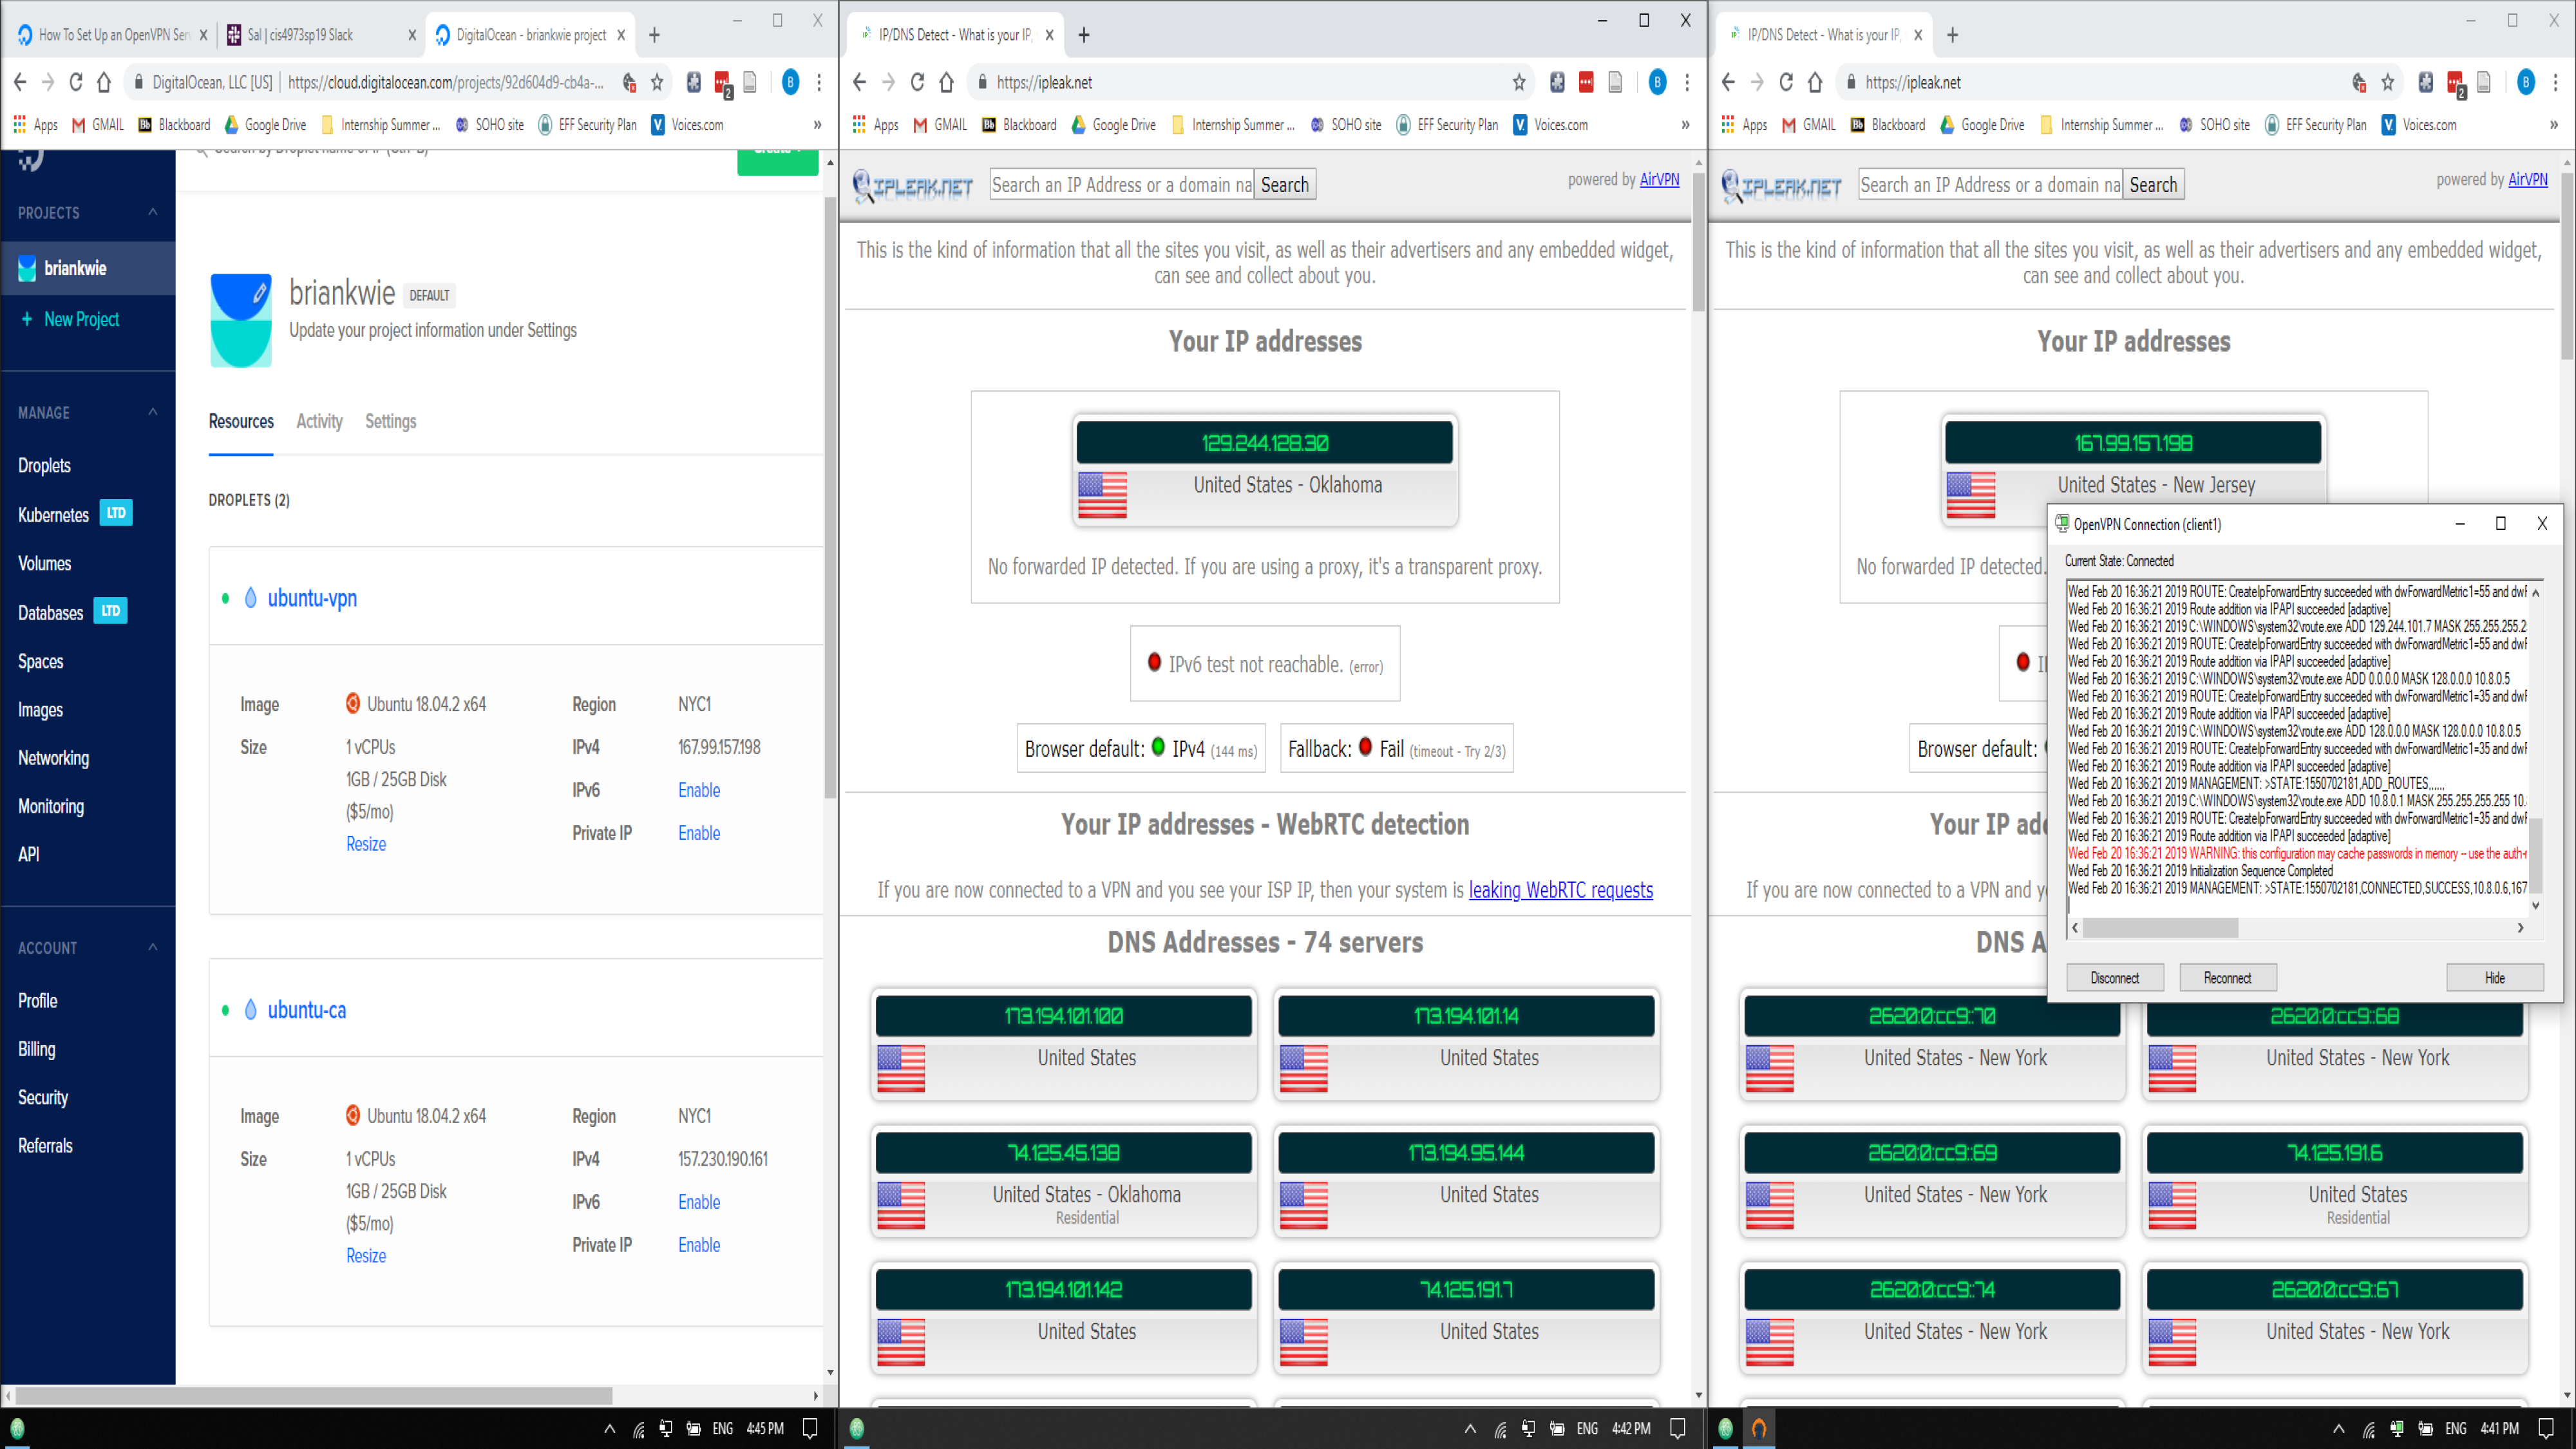 How To Set Up an OpenVPN Ser
Sal | cis4973sp19 Slack
DigitalOcean - briankwie project
DigitalOcean, LLC [US]
https://cloud.digitalocean.com/projects/92d604d9-cb4a-...
2
B
Apps
GMAIL
Bb
Blackboard
Google Drive
Internship Summer ...
SOHO site
EFF Security Plan
V.
Voices.com
»
PROJECTS
briankwie
+ New Project
MANAGE
Droplets
Kubernetes LTD
Volumes
Databases LTD
Spaces
Images
Networking
Monitoring
API
ACCOUNT
Profile
Billing
Security
Referrals
briankwie DEFAULT
Update your project information under Settings
Resources Activity Settings
DROPLETS (2)
ubuntu-vpn
Image Ubuntu 18.04.2 x64 Region NYC1
Size 1 vCPUs IPv4 167.99.157.198
1GB / 25GB Disk
($5/mo) IPv6 Enable
Resize Private IP Enable
ubuntu-ca
Image Ubuntu 18.04.2 x64 Region NYC1
Size 1 vCPUs IPv4 157.230.190.161
1GB / 25GB Disk
($5/mo) IPv6 Enable
Resize Private IP Enable
ENG 4:45 PM
IP/DNS Detect - What is your IP,
https://ipleak.net
B
Apps
GMAIL
Bb
Blackboard
Google Drive
Internship Summer ...
SOHO site
EFF Security Plan
V.
Voices.com
»
IPLEAK.NET
Search an IP Address or a domain na Search
powered by AirVPN
This is the kind of information that all the sites you visit, as well as their advertisers and any embedded widget,
can see and collect about you.
Your IP addresses
129.244.128.30
United States - Oklahoma
No forwarded IP detected. If you are using a proxy, it's a transparent proxy.
IPv6 test not reachable. (error)
Browser default: IPv4 (144 ms) Fallback: Fail (timeout - Try 2/3)
Your IP addresses - WebRTC detection
If you are now connected to a VPN and you see your ISP IP, then your system is leaking WebRTC requests
DNS Addresses - 74 servers
173.194.101.100 173.194.101.14
United States United States
74.125.45.138 173.194.95.144
United States - Oklahoma United States
Residential
173.194.101.142 74.125.191.7
United States United States
ENG 4:42 PM
IP/DNS Detect - What is your IP,
https://ipleak.net
2
B
Apps
GMAIL
Bb
Blackboard
Google Drive
Internship Summer ...
SOHO site
EFF Security Plan
V.
Voices.com
»
IPLEAK.NET
Search an IP Address or a domain na Search
powered by AirVPN
This is the kind of information that all the sites you visit, as well as their advertisers and any embedded widget,
can see and collect about you.
Your IP addresses
167.99.157.198
United States - New Jersey
No forwarded IP detected.
Browser default:
Your IP ad
If you are now connected to a VPN and y
DNS A
2620:0:cc9::70 2620:0:cc9::68
United States - New York United States - New York
2620:0:cc9::69 74.125.191.6
United States - New York United States
Residential
2620:0:cc9::74 2620:0:cc9::67
United States - New York United States - New York
OpenVPN Connection (client1)
Current State: Connected
Wed Feb 20 16:36:21 2019 ROUTE: CreateIpForwardEntry succeeded with dwForwardMetric1=55 and dwF
Wed Feb 20 16:36:21 2019 Route addition via IPAPI succeeded [adaptive]
Wed Feb 20 16:36:21 2019 C:\WINDOWS\system32\route.exe ADD 129.244.101.7 MASK 255.255.255.2
Wed Feb 20 16:36:21 2019 ROUTE: CreateIpForwardEntry succeeded with dwForwardMetric1=55 and dwF
Wed Feb 20 16:36:21 2019 Route addition via IPAPI succeeded [adaptive]
Wed Feb 20 16:36:21 2019 C:\WINDOWS\system32\route.exe ADD 0.0.0.0 MASK 128.0.0.0 10.8.0.5
Wed Feb 20 16:36:21 2019 ROUTE: CreateIpForwardEntry succeeded with dwForwardMetric1=35 and dwF
Wed Feb 20 16:36:21 2019 Route addition via IPAPI succeeded [adaptive]
Wed Feb 20 16:36:21 2019 C:\WINDOWS\system32\route.exe ADD 128.0.0.0 MASK 128.0.0.0 10.8.0.5
Wed Feb 20 16:36:21 2019 ROUTE: CreateIpForwardEntry succeeded with dwForwardMetric1=35 and dwF
Wed Feb 20 16:36:21 2019 Route addition via IPAPI succeeded [adaptive]
Wed Feb 20 16:36:21 2019 MANAGEMENT: >STATE:1550702181,ADD_ROUTES,,,,,,
Wed Feb 20 16:36:21 2019 C:\WINDOWS\system32\route.exe ADD 10.8.0.1 MASK 255.255.255.255 10.
Wed Feb 20 16:36:21 2019 ROUTE: CreateIpForwardEntry succeeded with dwForwardMetric1=35 and dwF
Wed Feb 20 16:36:21 2019 Route addition via IPAPI succeeded [adaptive]
Wed Feb 20 16:36:21 2019 WARNING: this configuration may cache passwords in memory -- use the auth-r
Wed Feb 20 16:36:21 2019 Initialization Sequence Completed
Wed Feb 20 16:36:21 2019 MANAGEMENT: >STATE:1550702181,CONNECTED,SUCCESS,10.8.0.6,167
Disconnect Reconnect Hide
ENG 4:41 PM